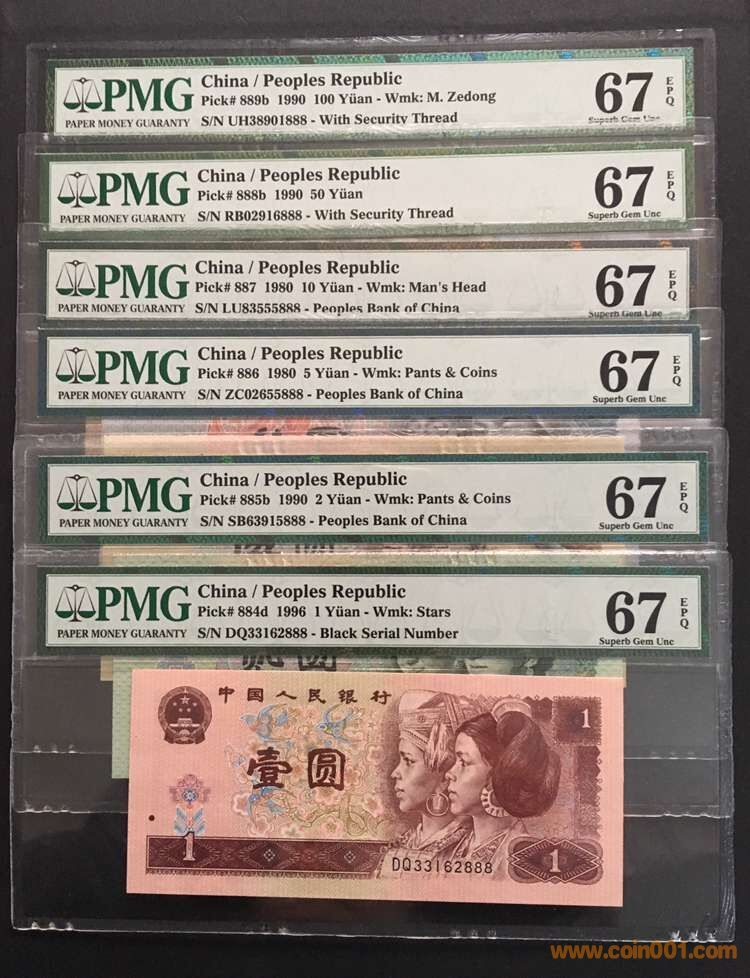 PMG
PAPER MONEY GUARANTY
China / Peoples Republic
Pick# 889b 1990 100 Yüan - Wmk: M. Zedong
S/N UH38901888 - With Security Thread
67 EPQ
Superb Gem Unc
PMG
PAPER MONEY GUARANTY
China / Peoples Republic
Pick# 888b 1990 50 Yüan
S/N RB02916888 - With Security Thread
67 EPQ
Superb Gem Unc
PMG
PAPER MONEY GUARANTY
China / Peoples Republic
Pick# 887 1980 10 Yüan - Wmk: Man's Head
S/N LU83555888 - Peoples Bank of China
67 EPQ
Superb Gem Unc
PMG
PAPER MONEY GUARANTY
China / Peoples Republic
Pick# 886 1980 5 Yüan - Wmk: Pants & Coins
S/N ZC02655888 - Peoples Bank of China
67 EPQ
Superb Gem Unc
PMG
PAPER MONEY GUARANTY
China / Peoples Republic
Pick# 885b 1990 2 Yüan - Wmk: Pants & Coins
S/N SB63915888 - Peoples Bank of China
67 EPQ
Superb Gem Unc
PMG
PAPER MONEY GUARANTY
China / Peoples Republic
Pick# 884d 1996 1 Yüan - Wmk: Stars
S/N DQ33162888 - Black Serial Number
67 EPQ
Superb Gem Unc
贰圆
中国人民银行
1
壹圆
1
DQ33162888
1
www.coin001.com